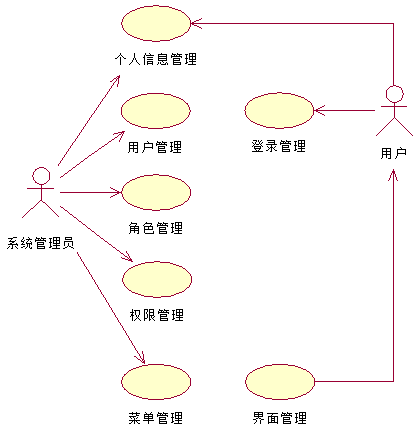 个人信息管理
用户管理
登录管理
用户
角色管理
系统管理员
权限管理
菜单管理
界面管理